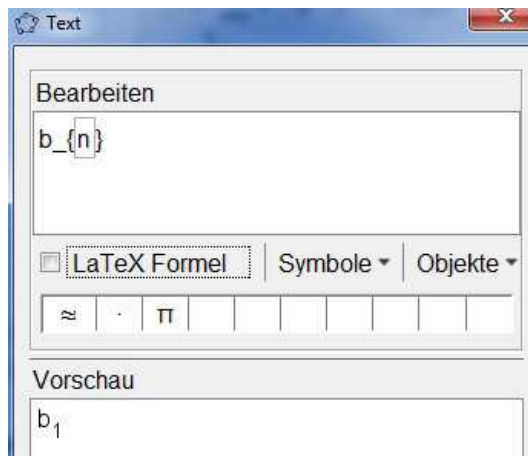 Text
Bearbeiten
b_{n}
LaTeX Formel Symbole Objekte
≈ · π
Vorschau
b₁